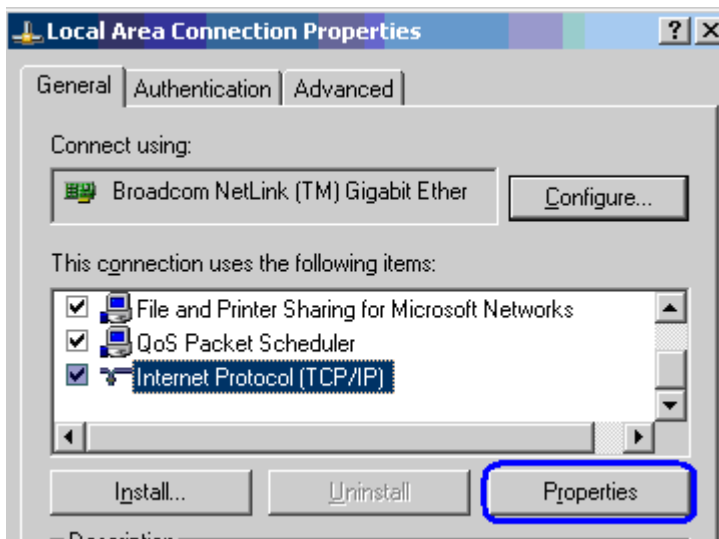 Local Area Connection Properties
General Authentication Advanced
Connect using:
Broadcom NetLink (TM) Gigabit Ether Configure...
This connection uses the following items:
File and Printer Sharing for Microsoft Networks
QoS Packet Scheduler
Internet Protocol (TCP/IP)
Install... Uninstall Properties
Description